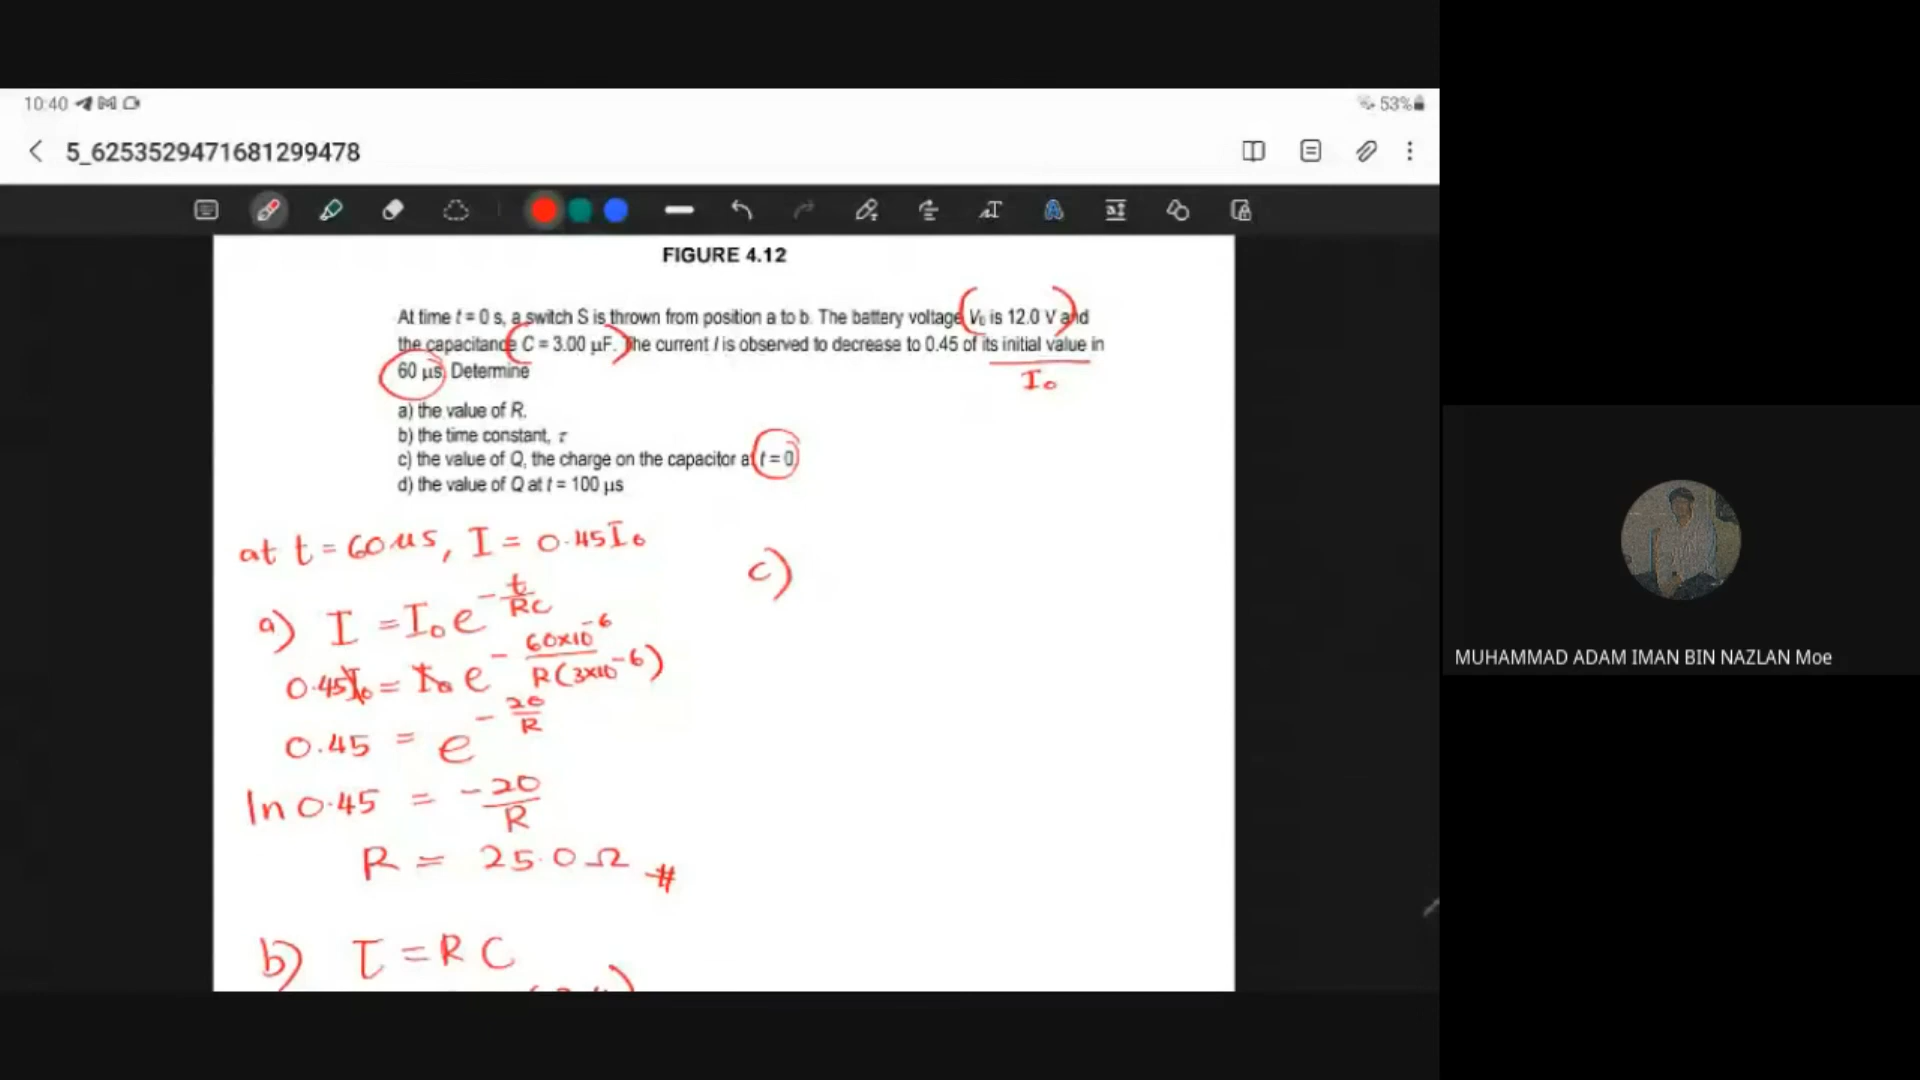 10:40
53%
5_6253529471681299478
FIGURE 4.12
At time t = 0 s, a switch S is thrown from position a to b. The battery voltage V₀ is 12.0 V and
the capacitance C = 3.00 μF. The current I is observed to decrease to 0.45 of its initial value in
60 μs. Determine
I₀
a) the value of R.
b) the time constant, τ
c) the value of Q, the charge on the capacitor at t = 0
d) the value of Q at t = 100 μs
at t = 60 μs, I = 0.45I₀
a) I = I₀ e^(-t/RC)
0.45I₀ = I₀ e^(-60×10⁻⁶/R(3×10⁻⁶))
0.45 = e^(-20/R)
ln 0.45 = -20/R
R = 25.0 Ω #
b) τ = RC
c)
MUHAMMAD ADAM IMAN BIN NAZLAN Moe